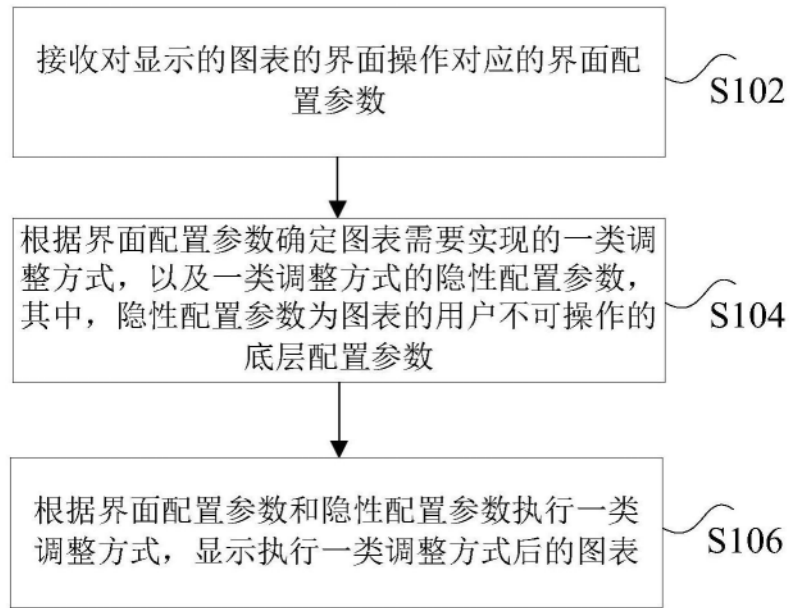 接收对显示的图表的界面操作对应的界面配
置参数
S102
根据界面配置参数确定图表需要实现的一类调
整方式，以及一类调整方式的隐性配置参数，
其中，隐性配置参数为图表的用户不可操作的
底层配置参数
S104
根据界面配置参数和隐性配置参数执行一类
调整方式，显示执行一类调整方式后的图表
S106